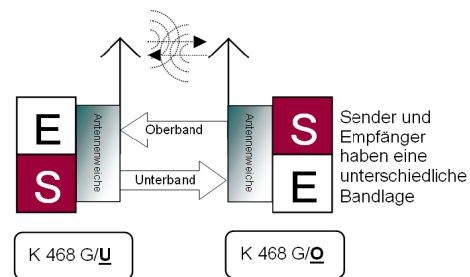 E
S
Antennenweiche
Oberband
Unterband
Antennenweiche
S
E
Sender und
Empfänger
haben eine
unterschiedliche
Bandlage
K 468 G/U
K 468 G/O